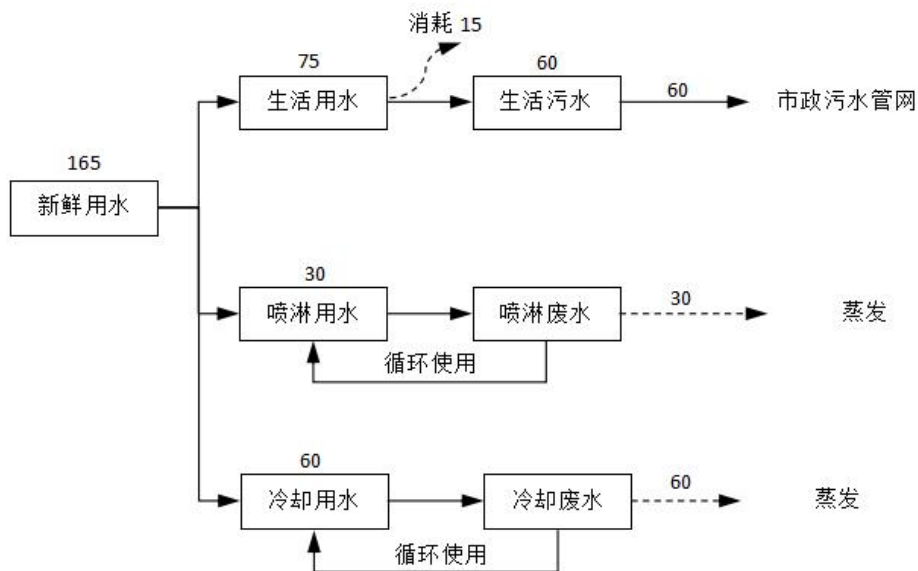 消耗 15
75
60
生活用水
生活污水
60
市政污水管网
165
新鲜用水
30
喷淋用水
喷淋废水
30
蒸发
循环使用
60
冷却用水
冷却废水
60
蒸发
循环使用